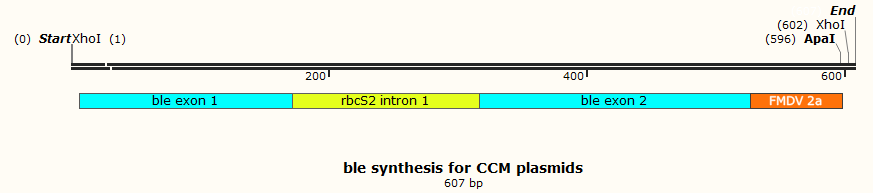 End
(602) XhoI
(0) Start XhoI (1)
(596) ApaI
200
400
600
ble exon 1
rbcS2 intron 1
ble exon 2
FMDV 2a
ble synthesis for CCM plasmids
607 bp